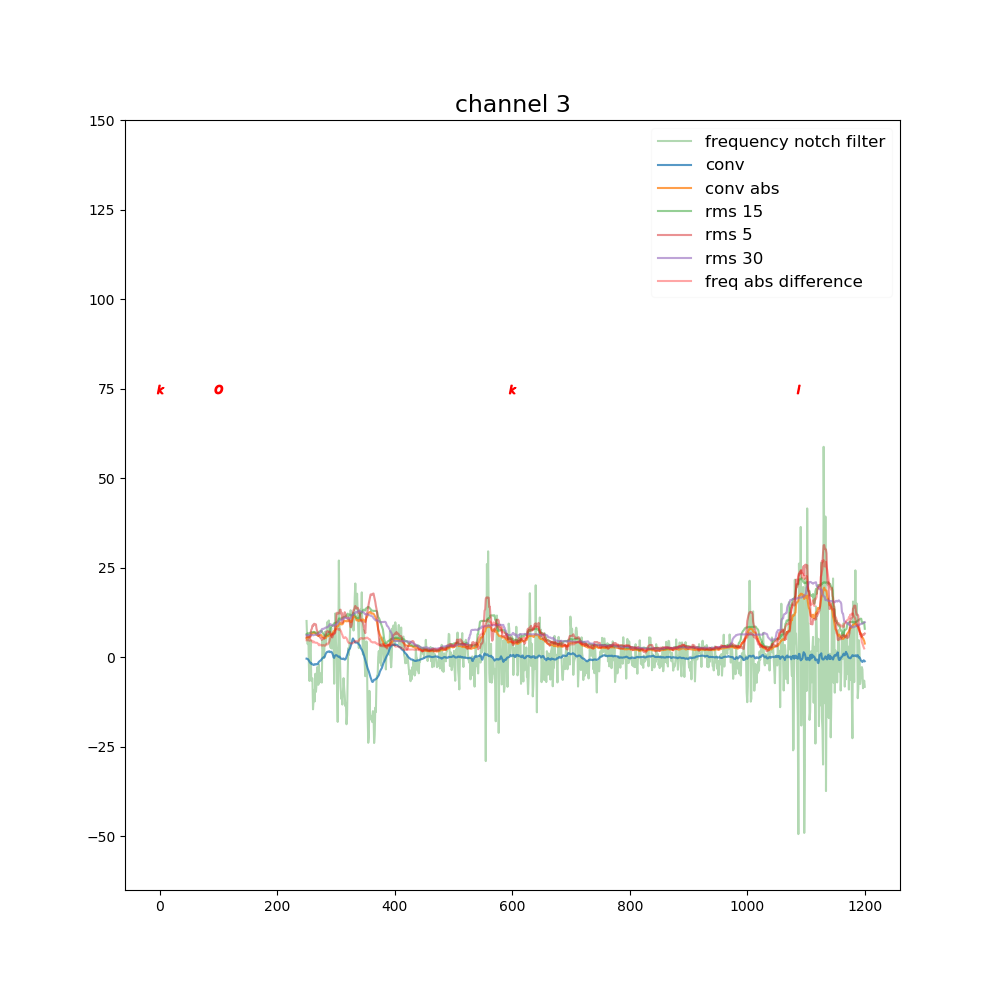 channel 3
150
125
100
75
50
25
0
−25
−50
frequency notch filter
conv
conv abs
rms 15
rms 5
rms 30
freq abs difference
k O k l
0 200 400 600 800 1000 1200